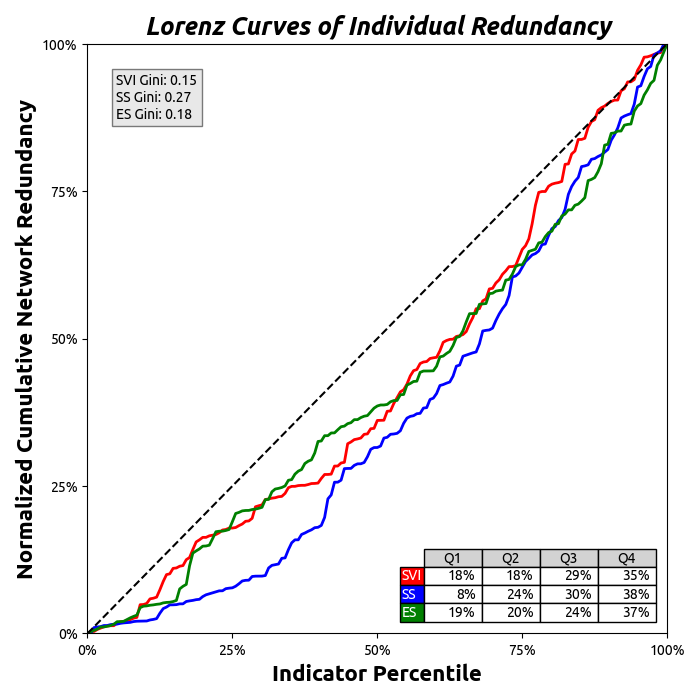 Lorenz Curves of Individual Redundancy
SVI Gini: 0.15
SS Gini: 0.27
ES Gini: 0.18
Normalized Cumulative Network Redundancy
100%
75%
50%
25%
0%
Q1 Q2 Q3 Q4
SVI 18% 18% 29% 35%
SS 8% 24% 30% 38%
ES 19% 20% 24% 37%
0% 25% 50% 75% 100%
Indicator Percentile